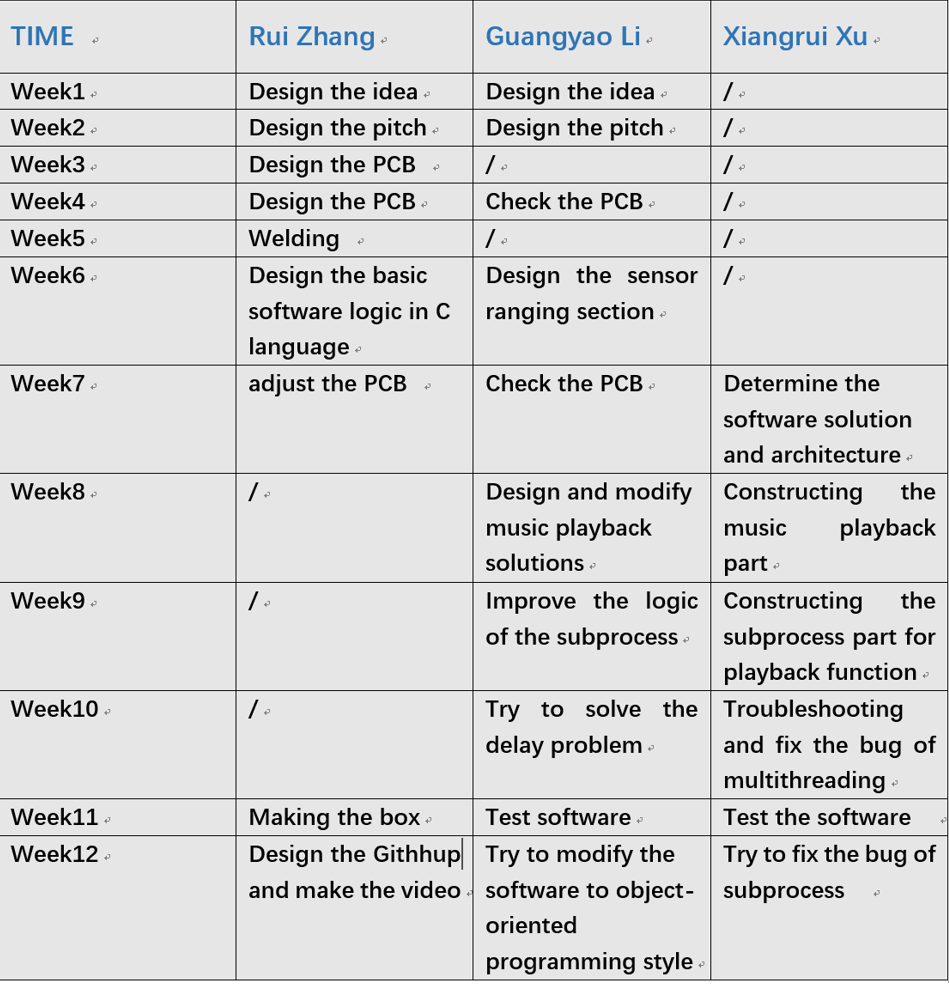 TIME Rui Zhang Guangyao Li Xiangrui Xu
Week1 Design the idea Design the idea /
Week2 Design the pitch Design the pitch /
Week3 Design the PCB / /
Week4 Design the PCB Check the PCB /
Week5 Welding / /
Week6 Design the basic Design the sensor /
software logic in C ranging section
language
Week7 adjust the PCB Check the PCB Determine the
software solution
and architecture
Week8 / Design and modify Constructing the
music playback music playback
solutions part
Week9 / Improve the logic Constructing the
of the subprocess subprocess part for
playback function
Week10 / Try to solve the Troubleshooting
delay problem and fix the bug of
multithreading
Week11 Making the box Test software Test the software
Week12 Design the Githhup Try to modify the Try to fix the bug of
and make the video software to object- subprocess
oriented
programming style